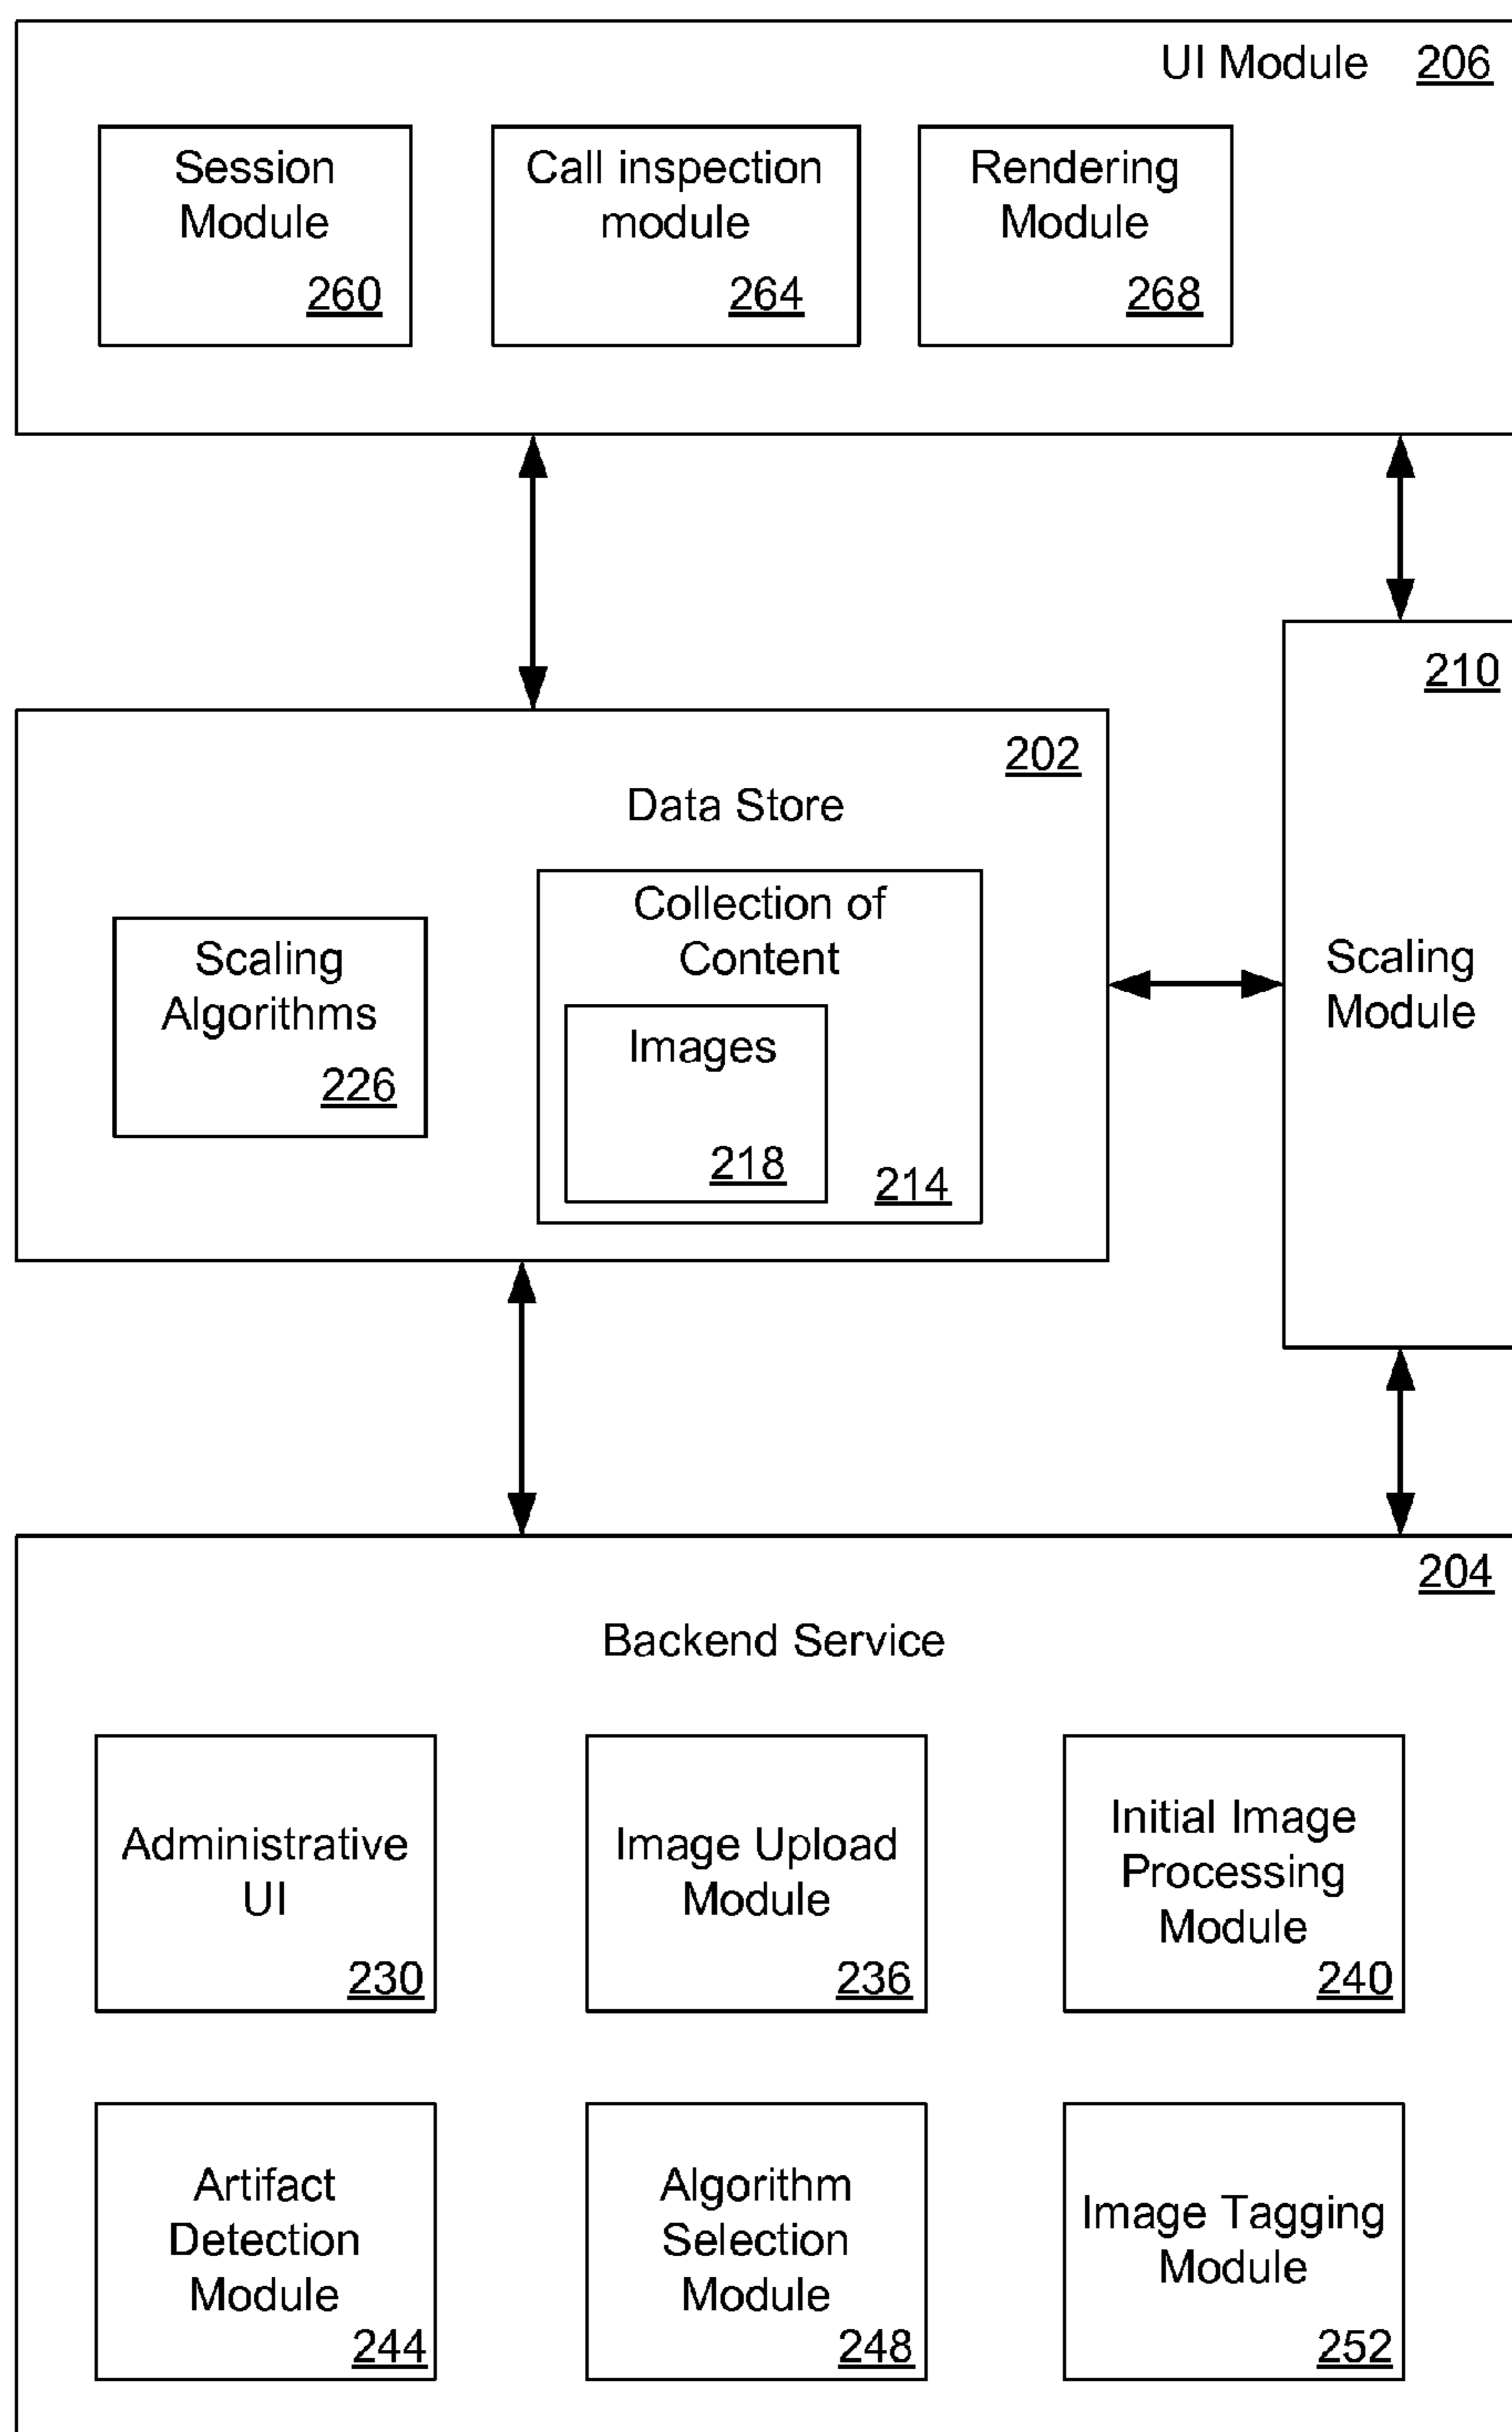 UI Module 206
Session
Module
260
Call inspection
module
264
Rendering
Module
268
210
Scaling
Module
202
Data Store
Scaling
Algorithms
226
Collection of
Content
Images
218
214
204
Backend Service
Administrative
UI
230
Image Upload
Module
236
Initial Image
Processing
Module
240
Artifact
Detection
Module
244
Algorithm
Selection
Module
248
Image Tagging
Module
252